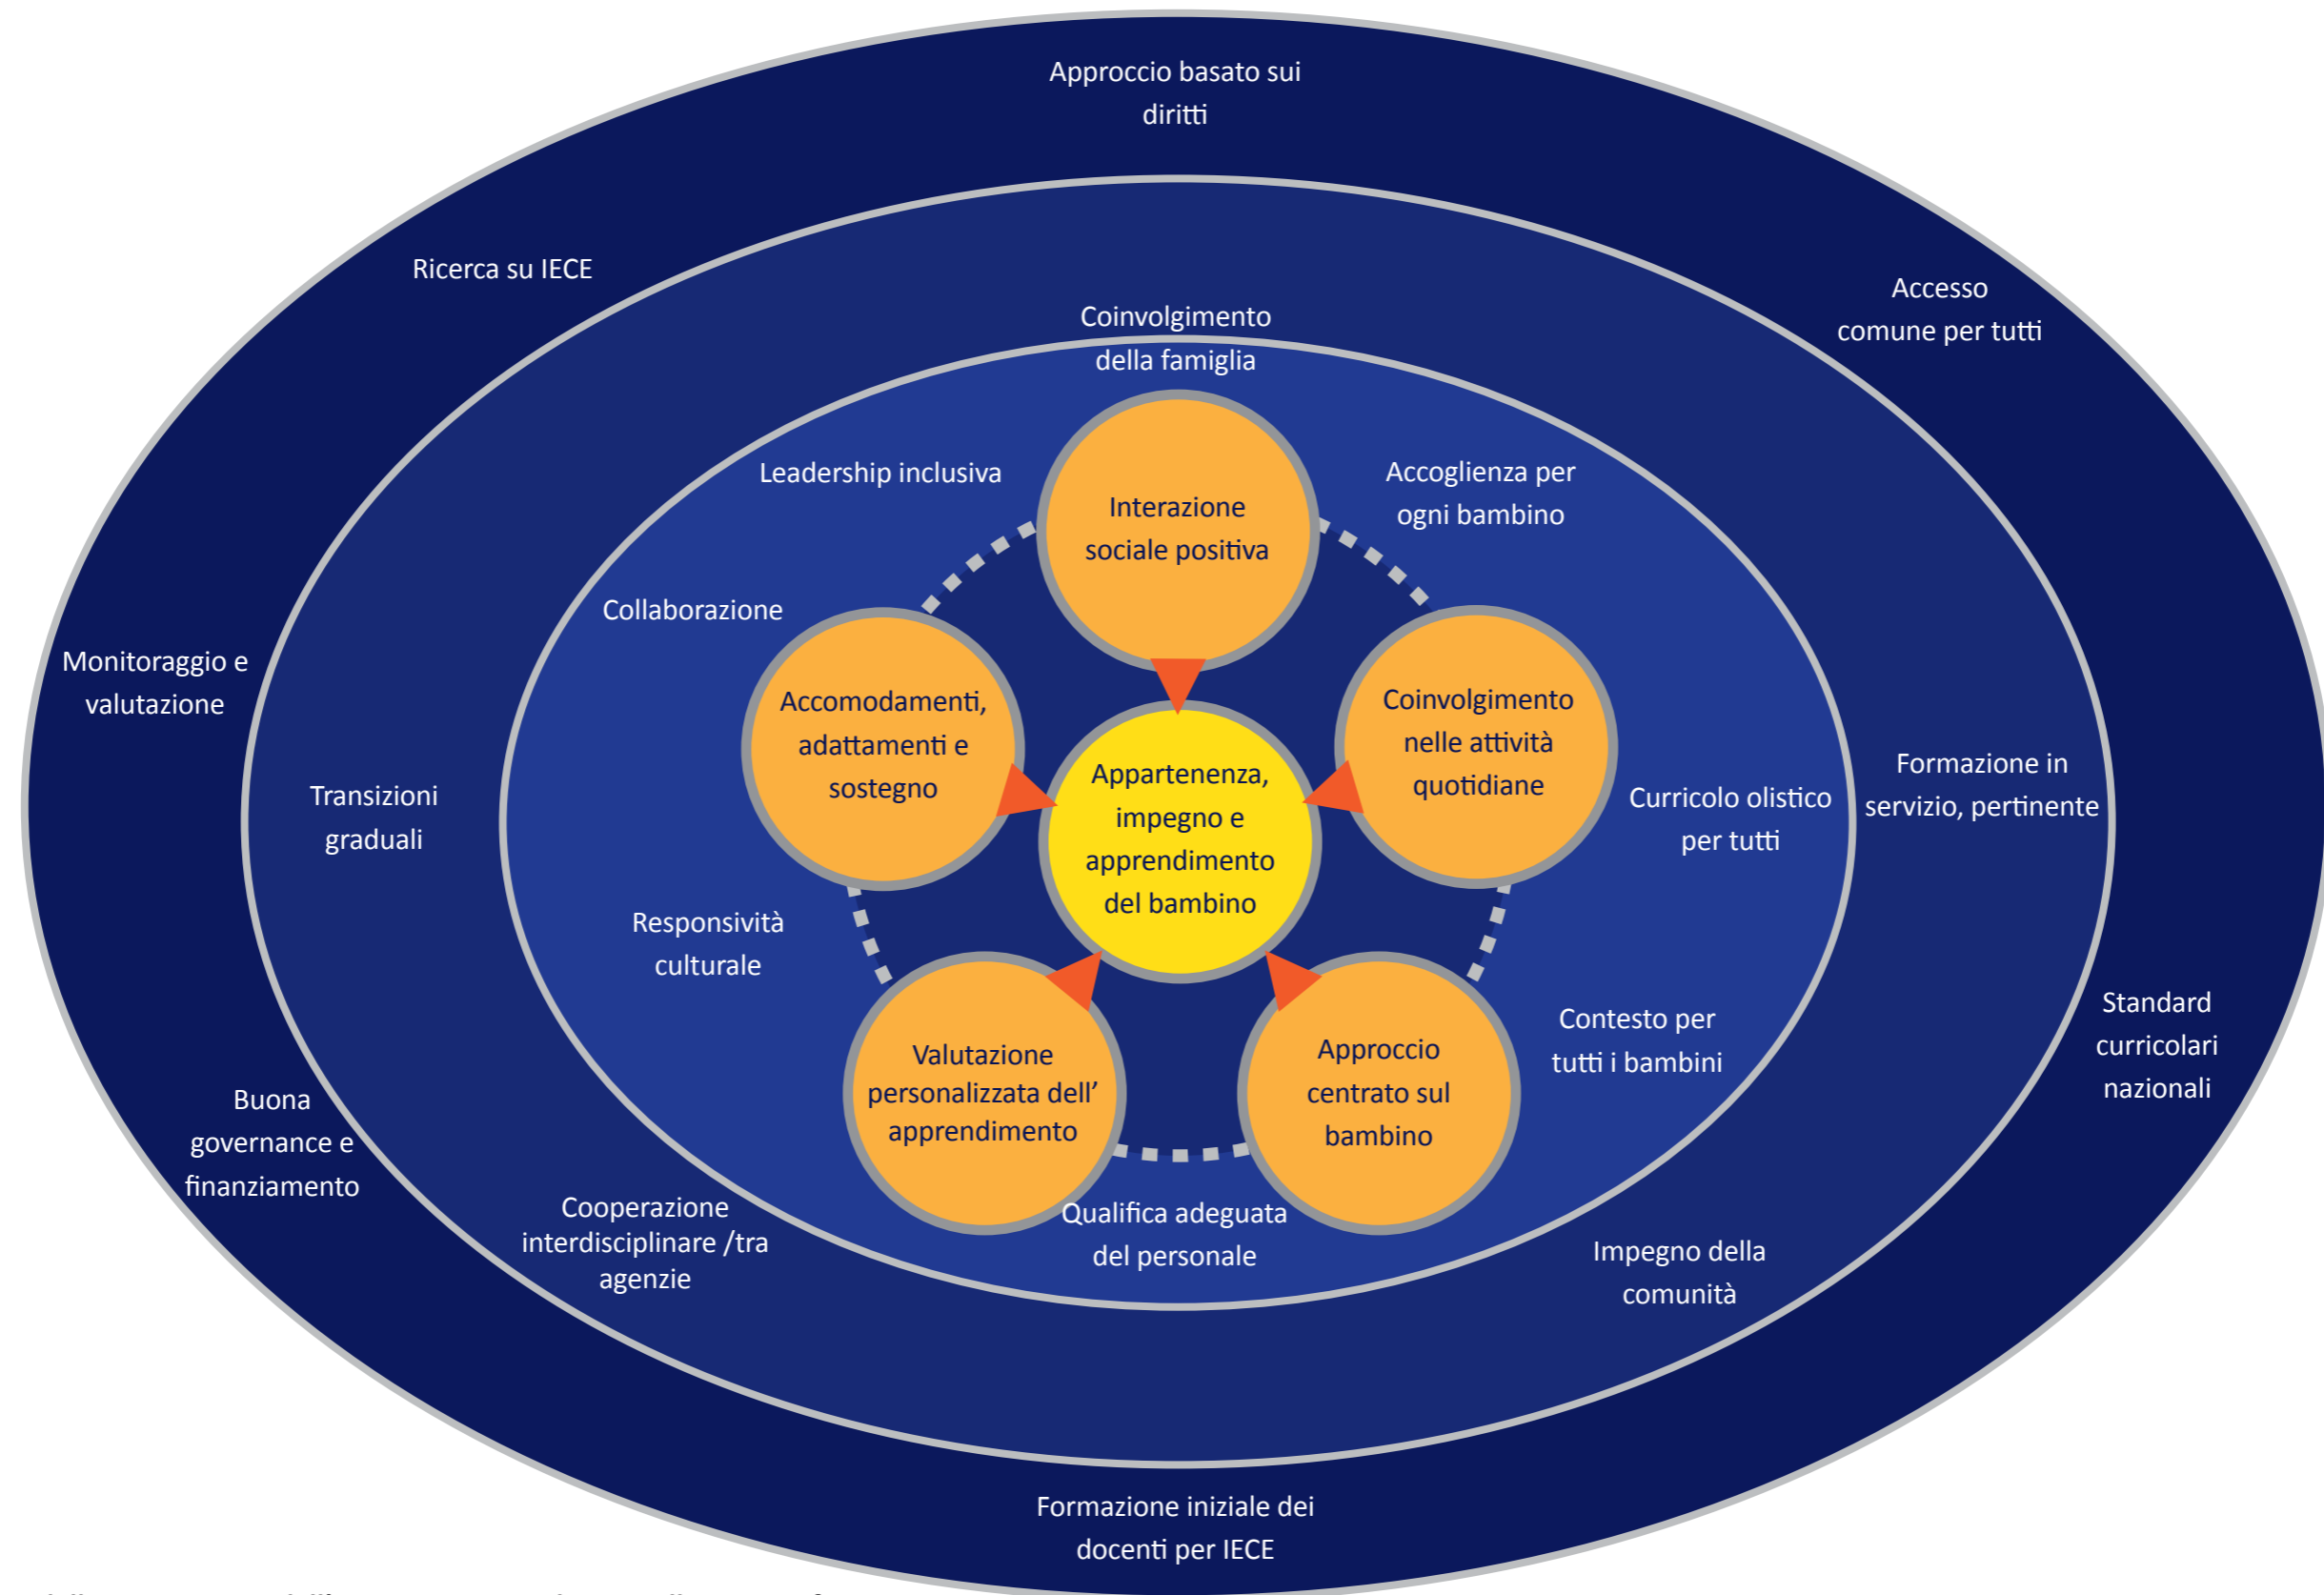 Approccio basato sui
diritti
Ricerca su IECE
Accesso
comune per tutti
Coinvolgimento
della famiglia
Leadership inclusiva
Accoglienza per
ogni bambino
Interazione
sociale positiva
Collaborazione
Monitoraggio e
valutazione
Accomodamenti,
adattamenti e
sostegno
Coinvolgimento
nelle attività
quotidiane
Appartenenza,
impegno e
apprendimento
del bambino
Transizioni
graduali
Curricolo olistico
per tutti
Formazione in
servizio, pertinente
Responsività
culturale
Standard
curricolari
nazionali
Contesto per
tutti i bambini
Valutazione
personalizzata dell’
apprendimento
Approccio
centrato sul
bambino
Buona
governance e
finanziamento
Cooperazione
interdisciplinare /tra
agenzie
Qualifica adeguata
del personale
Impegno della
comunità
Formazione iniziale dei
docenti per IECE